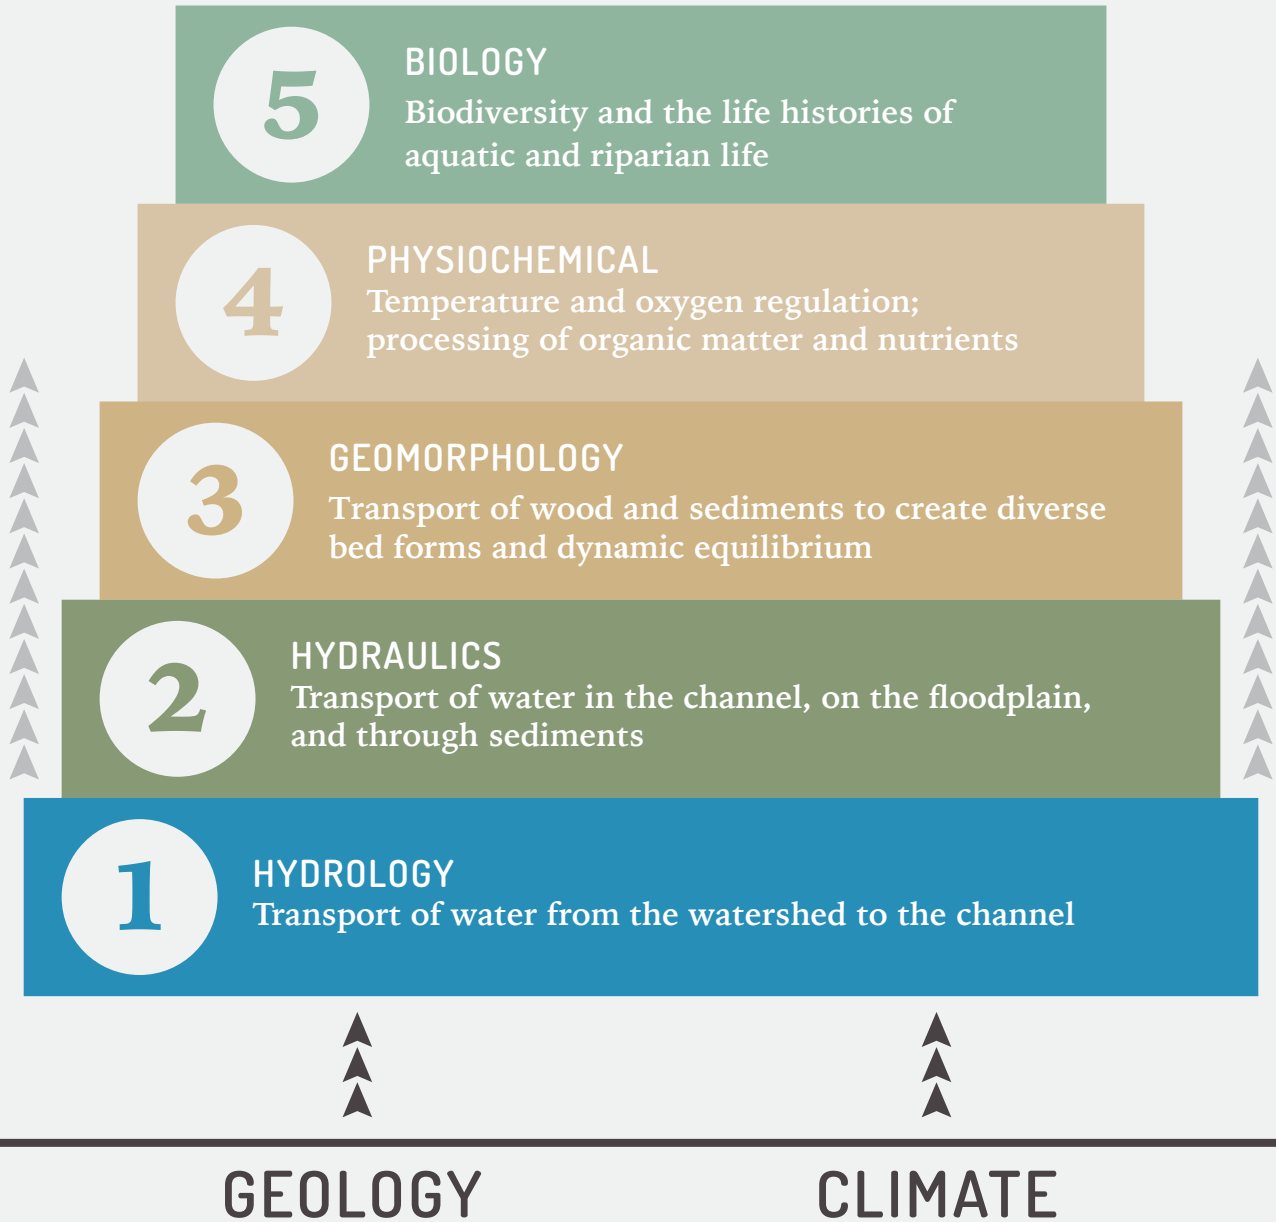 5
BIOLOGY
Biodiversity and the life histories of
aquatic and riparian life
4
PHYSIOCHEMICAL
Temperature and oxygen regulation;
processing of organic matter and nutrients
3
GEOMORPHOLOGY
Transport of wood and sediments to create diverse
bed forms and dynamic equilibrium
2
HYDRAULICS
Transport of water in the channel, on the floodplain,
and through sediments
1
HYDROLOGY
Transport of water from the watershed to the channel
GEOLOGY
CLIMATE